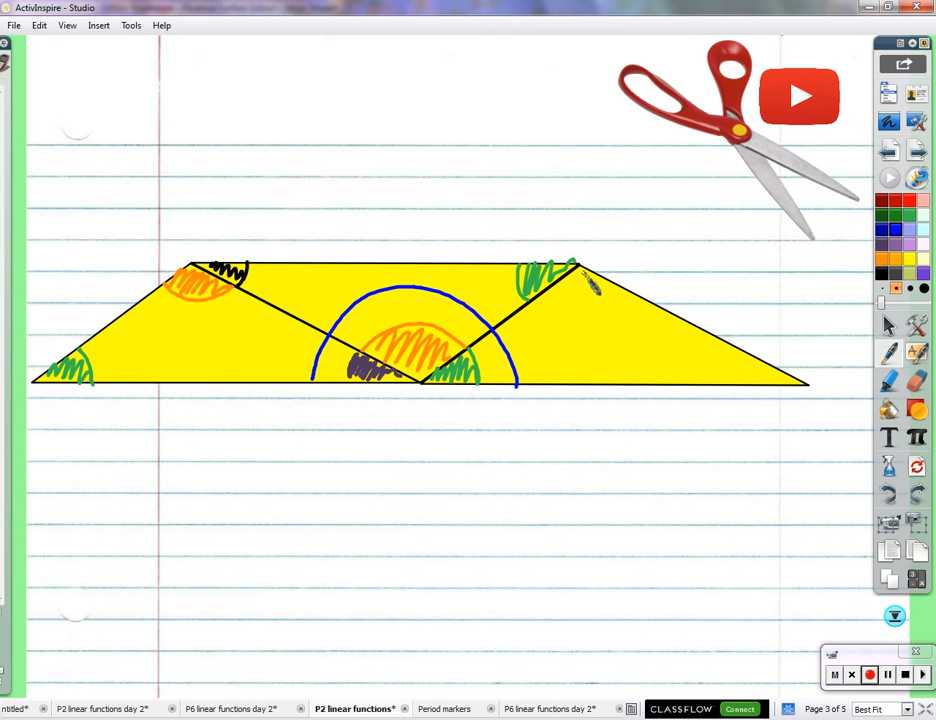 ActivInspire - Studio
File Edit View Insert Tools Help
T π
M
ntitled*
P2 linear functions day 2*
P6 linear functions day 2*
P2 linear functions*
Period markers
P6 linear functions day 2*
CLASSFLOW Connect
Page 3 of 5
Best Fit